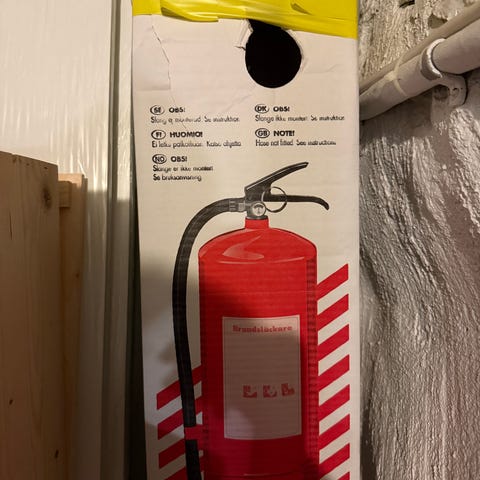 SE OBS!
Slang ej monterad. Se instruktion.
FI HUOMIO!
Ei letku paikoillaan. Katso ohjetta
NO OBS!
Slange er ikke montert
Se bruksanvisning
DK OBS!
Slange ikke montert. Se instruktion
GB NOTE!
Hose not fitted. See instructions
Brandsläckare